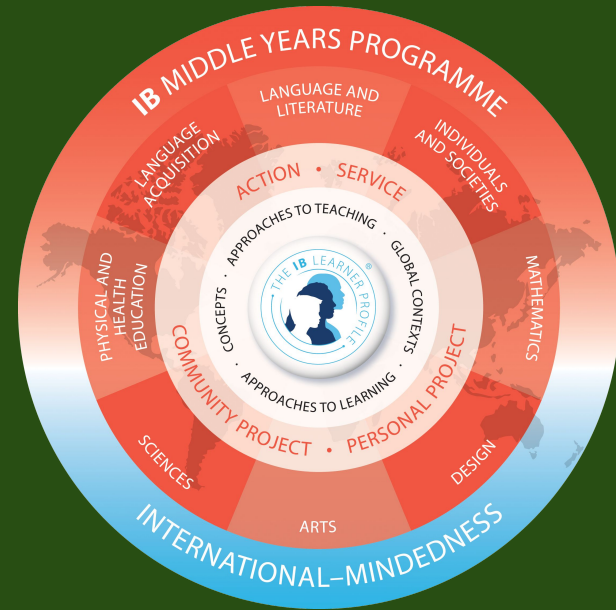 IB MIDDLE YEARS PROGRAMME
LANGUAGE AND
LITERATURE
INDIVIDUALS
AND SOCIETIES
MATHEMATICS
DESIGN
ARTS
SCIENCES
PHYSICAL AND
HEALTH
EDUCATION
LANGUAGE
ACQUISITION
ACTION • SERVICE
COMMUNITY PROJECT • PERSONAL PROJECT
APPROACHES TO TEACHING · GLOBAL CONTEXTS · APPROACHES TO LEARNING · CONCEPTS ·
THE IB LEARNER PROFILE ®
INTERNATIONAL–MINDEDNESS